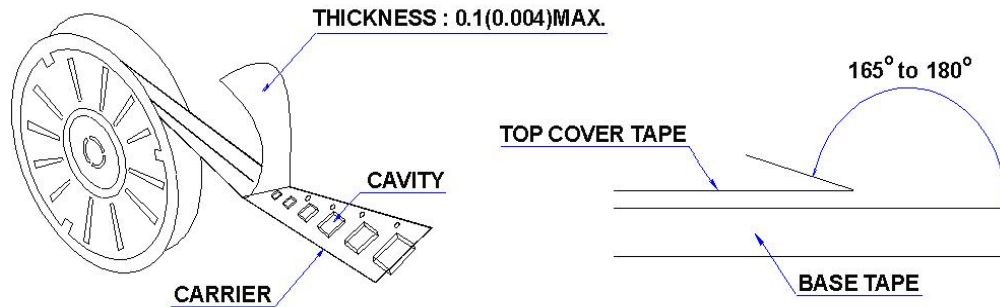 THICKNESS : 0.1(0.004)MAX.
165° to 180°
TOP COVER TAPE
CAVITY
CARRIER
BASE TAPE